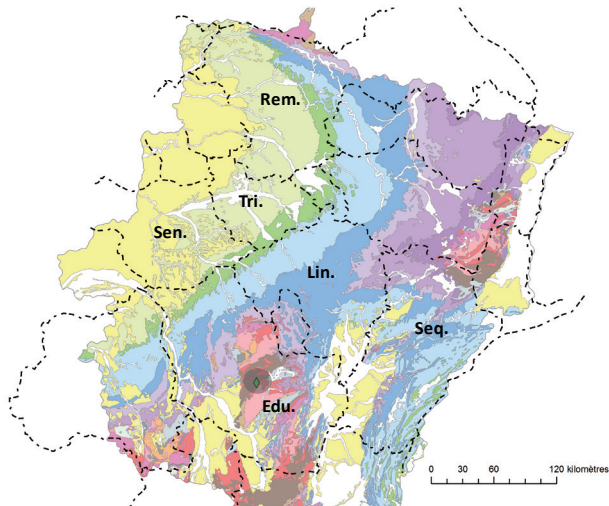 Rem.
Tri.
Sen.
Lin.
Seq.
Edu.
0 30 60 120 kilomètres